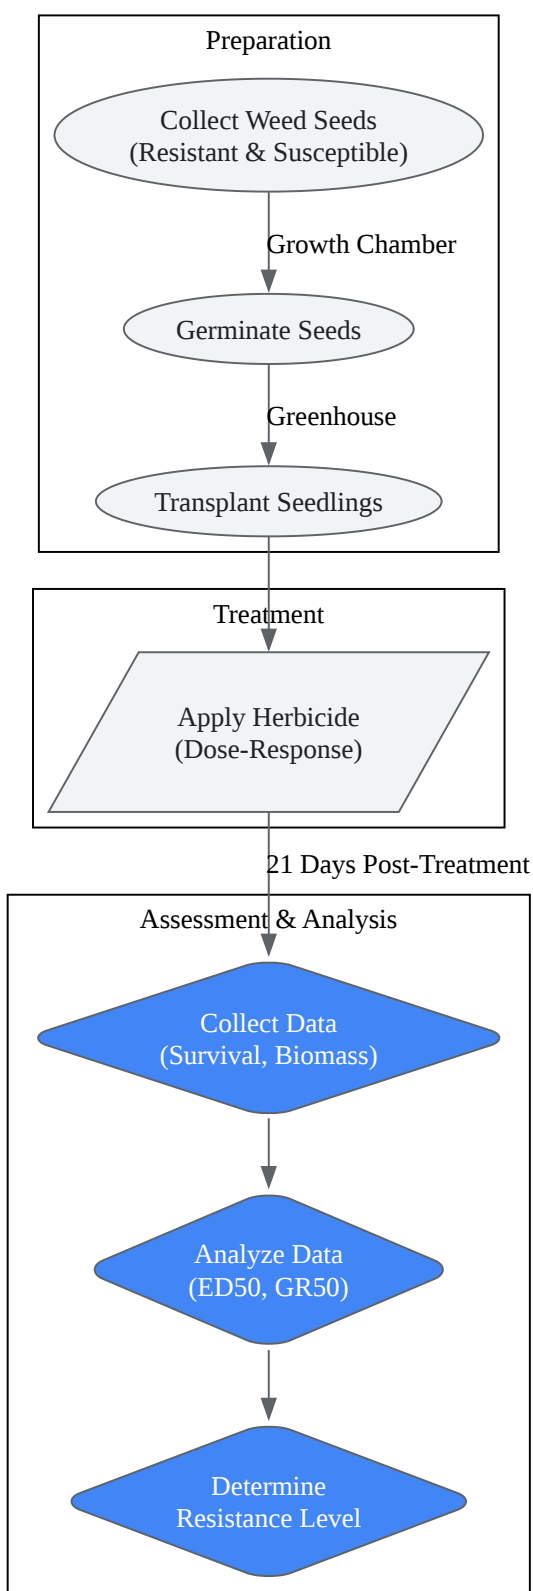 Preparation
Collect Weed Seeds
(Resistant & Susceptible)
Growth Chamber
Germinate Seeds
Greenhouse
Transplant Seedlings
Treatment
Apply Herbicide
(Dose-Response)
21 Days Post-Treatment
Assessment & Analysis
Collect Data
(Survival, Biomass)
Analyze Data
(ED50, GR50)
Determine
Resistance Level